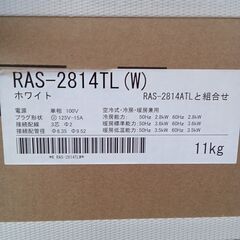 RAS-2814TL(W)
ホワイト RAS-2814ATLと組合せ
電源 単相 100V 空冷式・冷房・暖房兼用
プラグ形状 125V-15A 冷房能力: 50Hz 2.8kW 60Hz 2.8kW
接続配線 3芯 Φ2 暖房標準能力: 50Hz 3.6kW 60Hz 3.6kW
接続配管径 Φ6.35 Φ9.52 暖房低温能力: 50Hz 3.5kW 60Hz 3.5kW
*E RAS-2814TLW*
11kg